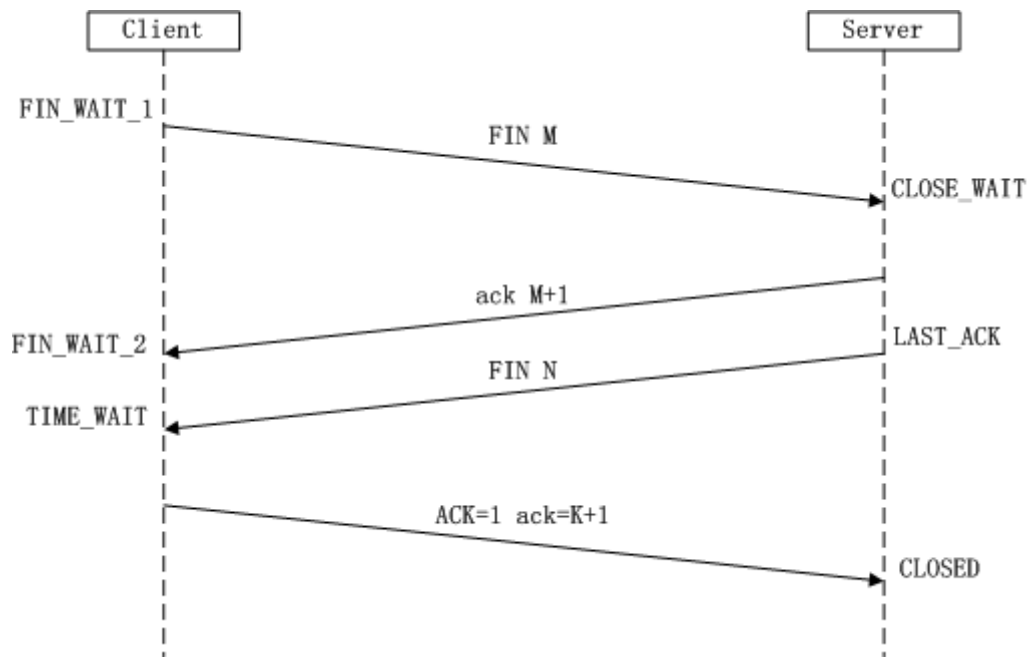 Client
Server
FIN_WAIT_1
FIN M
CLOSE_WAIT
ack M+1
FIN_WAIT_2
LAST_ACK
FIN N
TIME_WAIT
ACK=1 ack=K+1
CLOSED